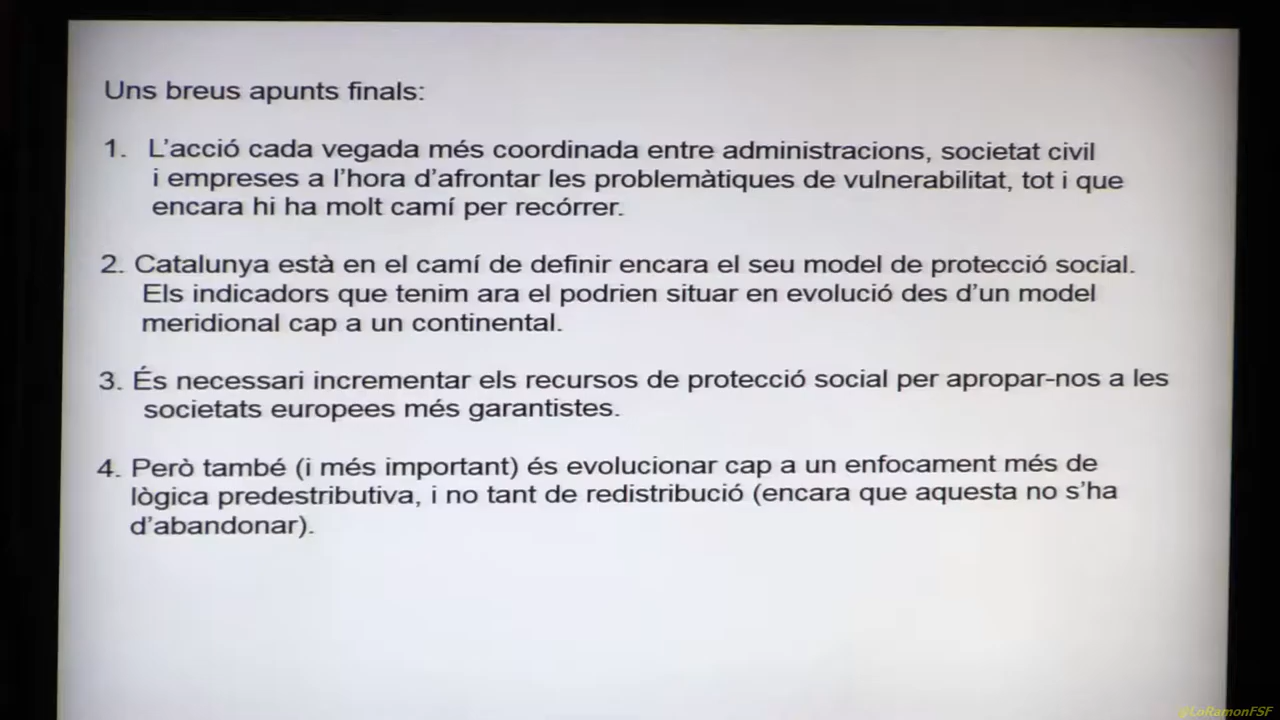 Uns breus apunts finals:
1. L'acció cada vegada més coordinada entre administracions, societat civil
i empreses a l'hora d'afrontar les problemàtiques de vulnerabilitat, tot i que
encara hi ha molt camí per recórrer.
2. Catalunya està en el camí de definir encara el seu model de protecció social.
Els indicadors que tenim ara el podrien situar en evolució des d'un model
meridional cap a un continental.
3. És necessari incrementar els recursos de protecció social per apropar-nos a les
societats europees més garantistes.
4. Però també (i més important) és evolucionar cap a un enfocament més de
lògica predestributiva, i no tant de redistribució (encara que aquesta no s'ha
d'abandonar).
@LoRamonFSF